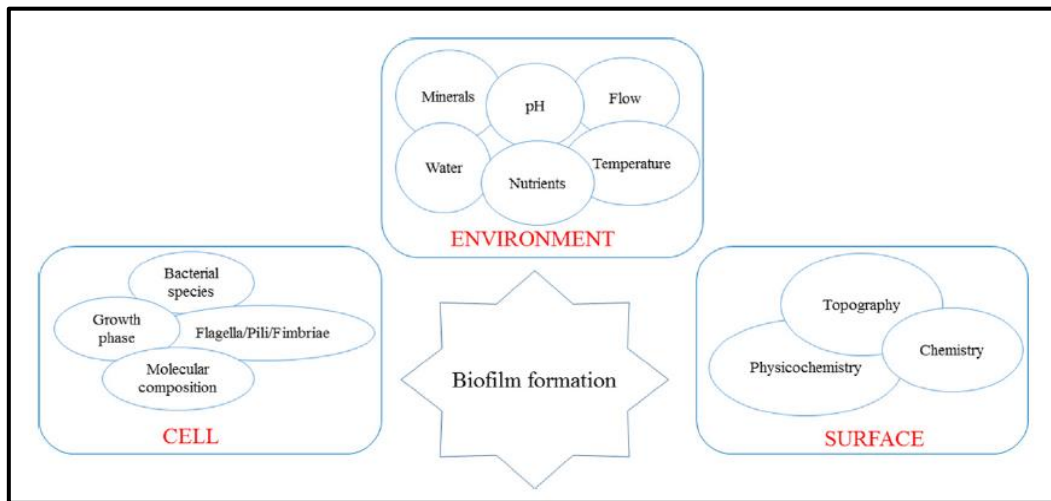 Minerals
pH
Flow
Water
Nutrients
Temperature
ENVIRONMENT
Bacterial
species
Growth
phase
Flagella/Pili/Fimbriae
Molecular
composition
CELL
Biofilm formation
Topography
Chemistry
Physicochemistry
SURFACE